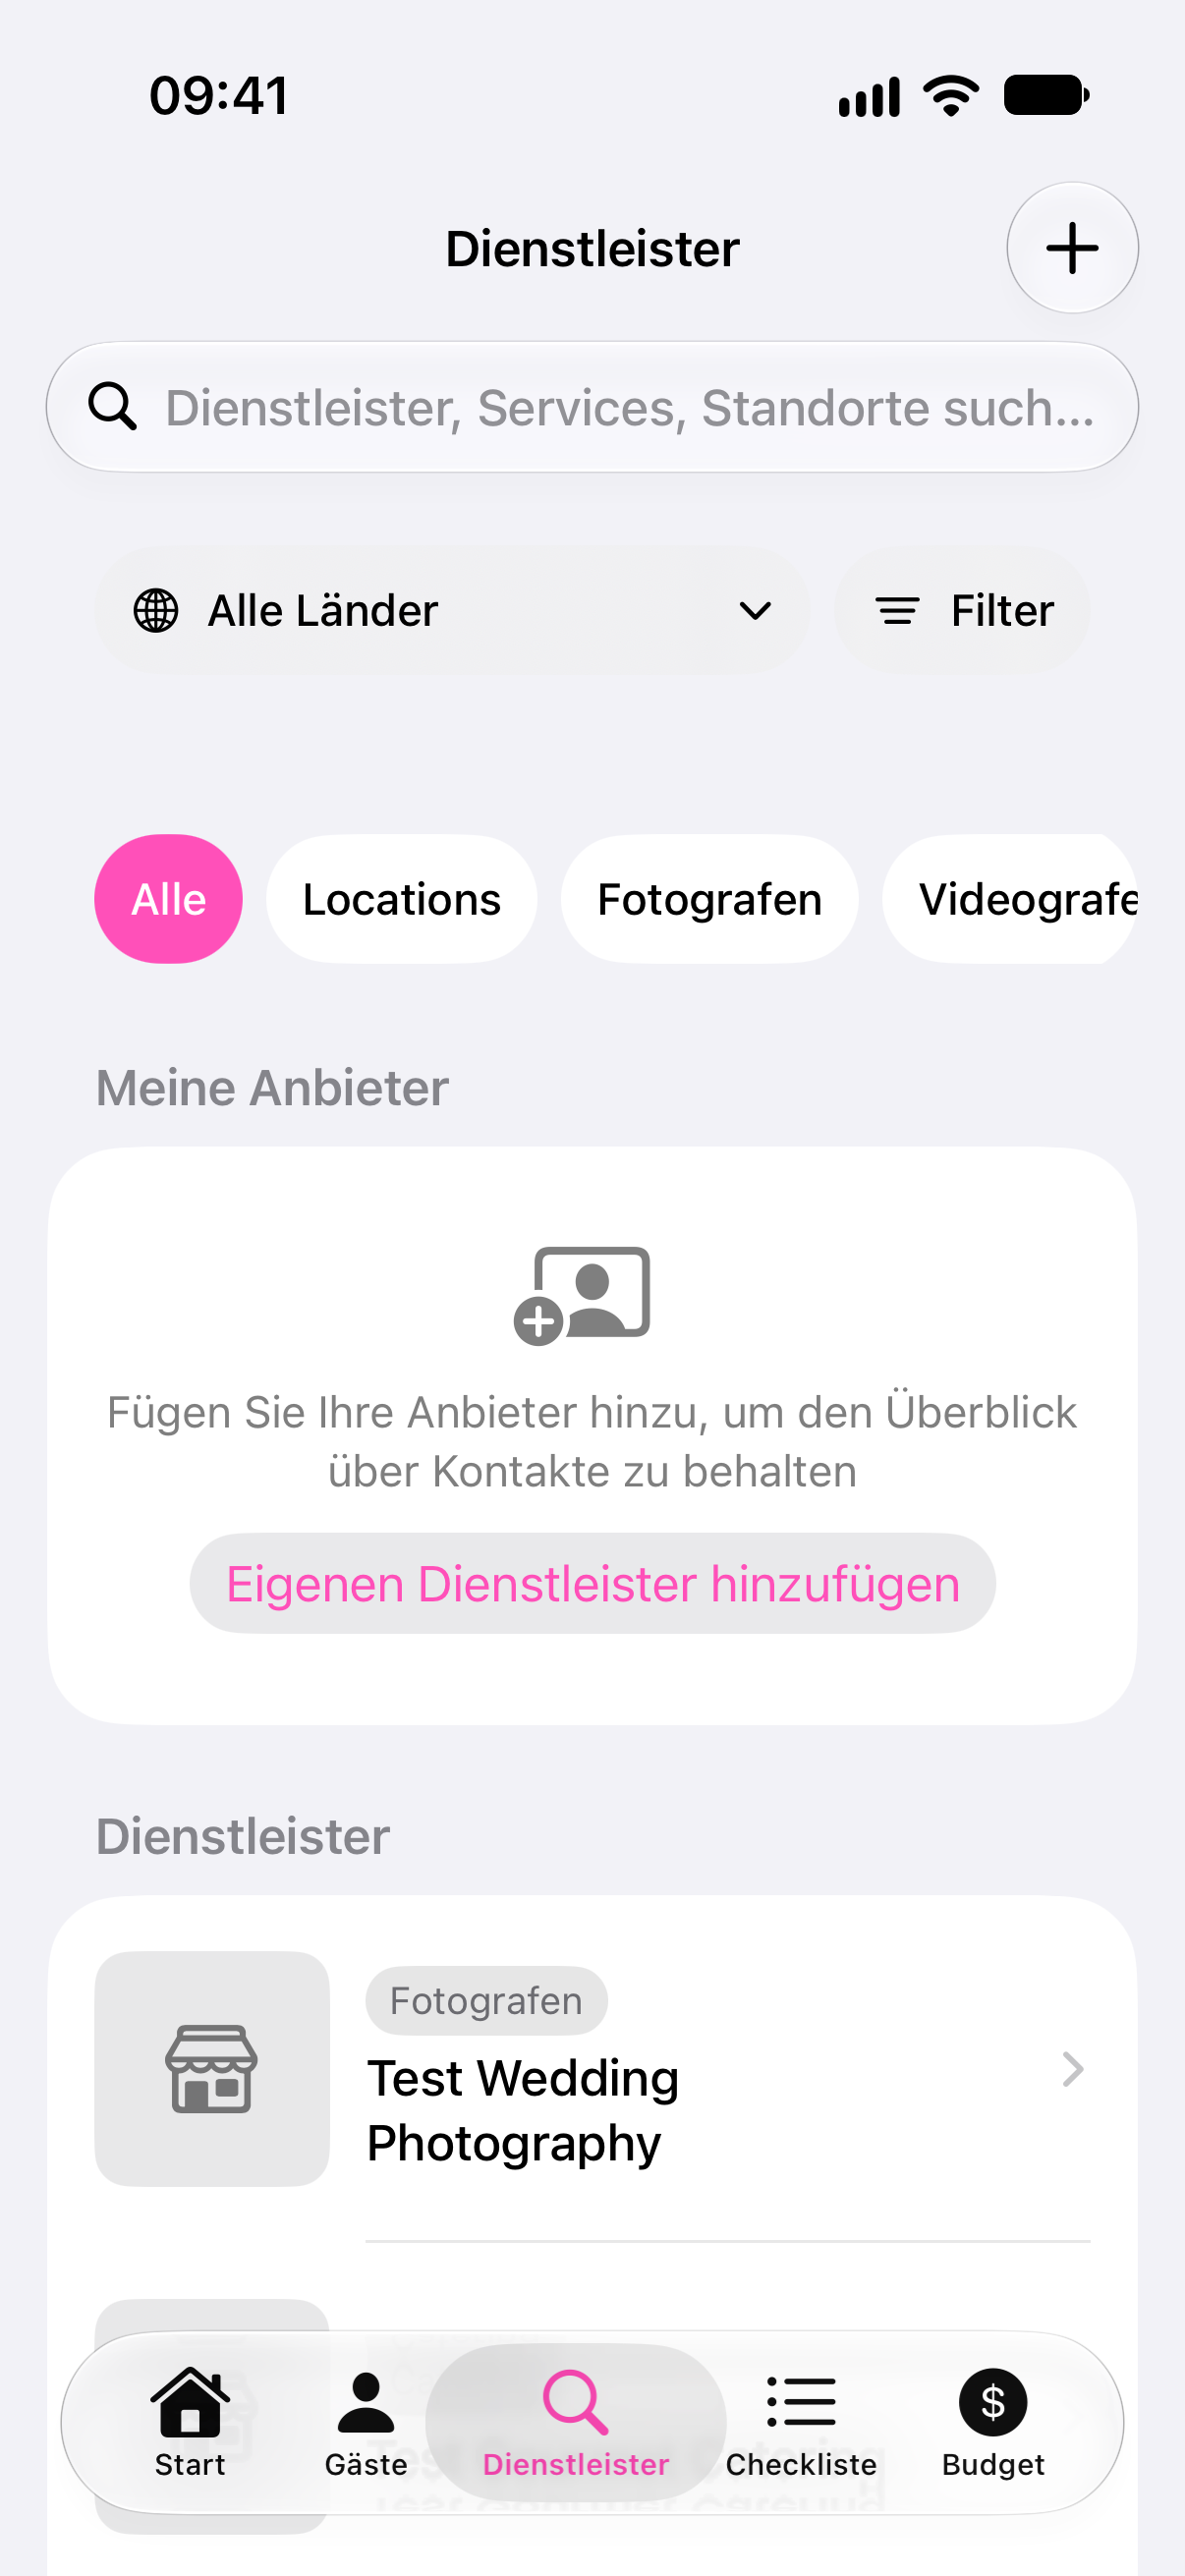 09:41
Dienstleister
Dienstleister, Services, Standorte such...
Alle Länder
Filter
Alle
Locations
Fotografen
Videografe
Meine Anbieter
Fügen Sie Ihre Anbieter hinzu, um den Überblick
über Kontakte zu behalten
Eigenen Dienstleister hinzufügen
Dienstleister
Fotografen
Test Wedding
Photography
Start
Gäste
Dienstleister
Checkliste
Budget